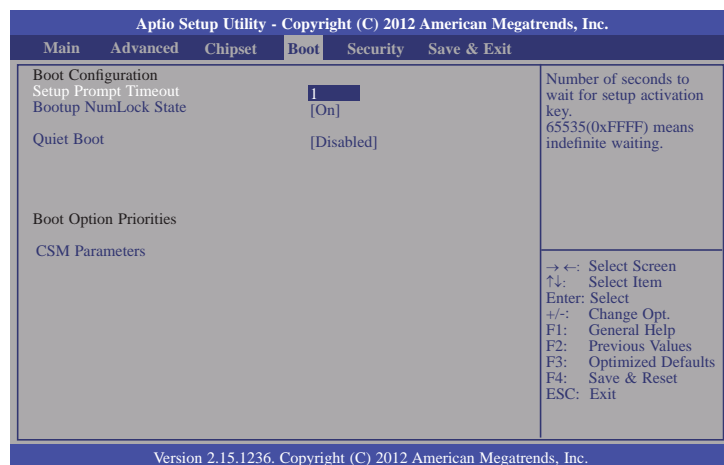 Aptio Setup Utility - Copyright (C) 2012 American Megatrends, Inc.
Main Advanced Chipset Boot Security Save & Exit
Boot Configuration
Setup Prompt Timeout 1
Bootup NumLock State [On]
Quiet Boot [Disabled]
Boot Option Priorities
CSM Parameters
Number of seconds to
wait for setup activation
key.
65535(0xFFFF) means
indefinite waiting.
→ ←: Select Screen
↑↓: Select Item
Enter: Select
+/-: Change Opt.
F1: General Help
F2: Previous Values
F3: Optimized Defaults
F4: Save & Reset
ESC: Exit
Version 2.15.1236. Copyright (C) 2012 American Megatrends, Inc.